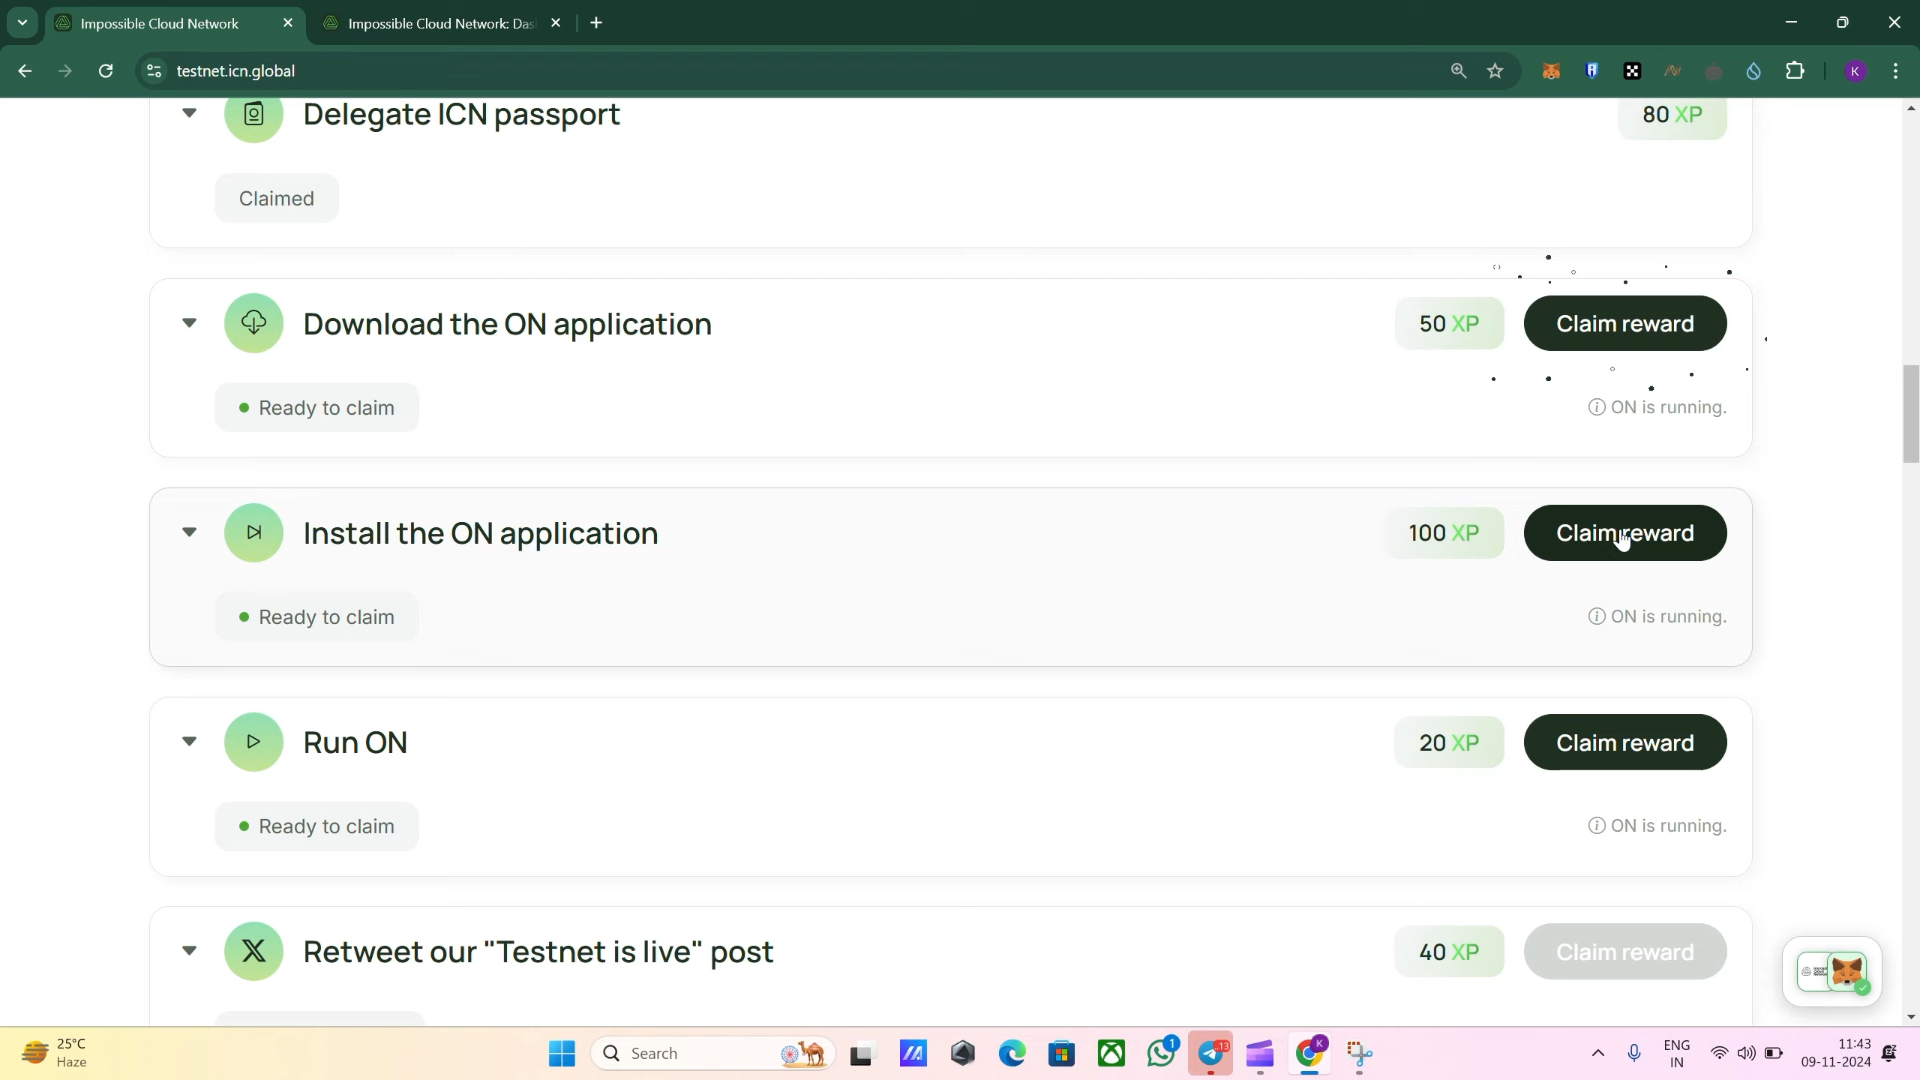 Impossible Cloud Network
Impossible Cloud Network: Das
testnet.icn.global
K
Delegate ICN passport
80 XP
Claimed
Download the ON application
50 XP
Claim reward
Ready to claim
ON is running.
Install the ON application
100 XP
Claim reward
Ready to claim
ON is running.
Run ON
20 XP
Claim reward
Ready to claim
ON is running.
Retweet our "Testnet is live" post
40 XP
Claim reward
25°C
Haze
Search
1
13
K
ENG
IN
11:43
09-11-2024